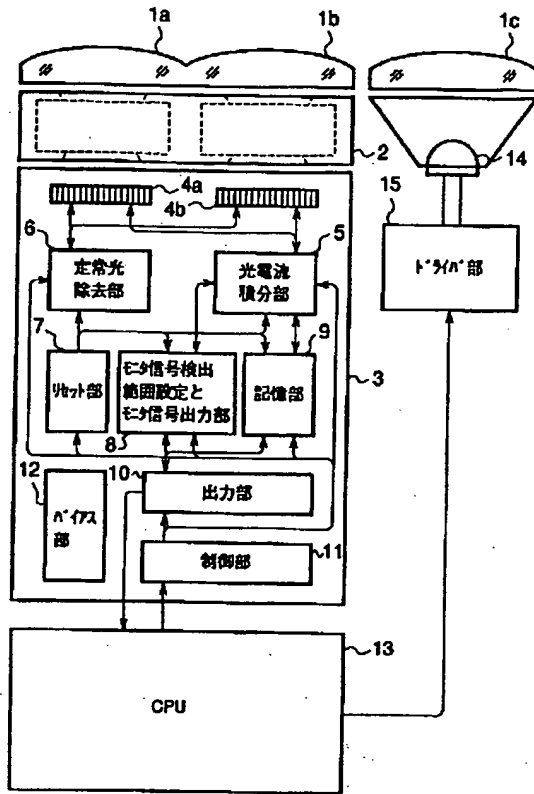 1a
1b
1c
2
14
4a
4b
15
6
5
定常光
除去部
光電流
積分部
ドライバ部
7
9
リセット部
モニタ信号検出
範囲設定と
モニタ信号出力部
記憶部
3
8
10
12
バイアス
部
出力部
制御部
11
13
CPU